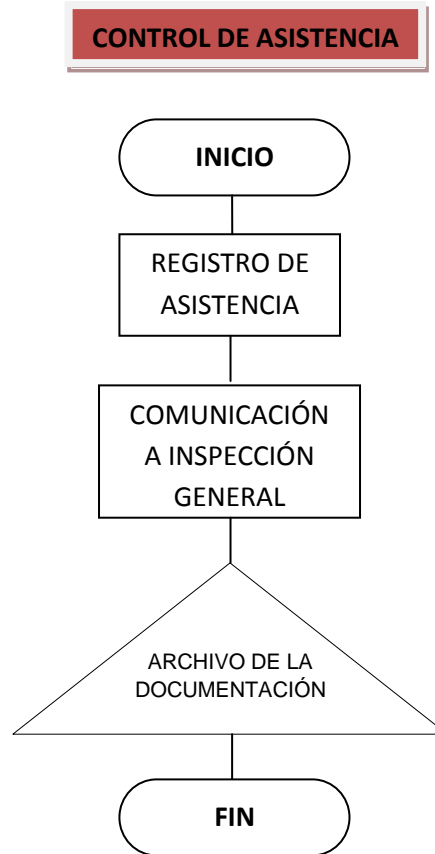 CONTROL DE ASISTENCIA
INICIO
REGISTRO DE
ASISTENCIA
COMUNICACIÓN
A INSPECCIÓN
GENERAL
ARCHIVO DE LA
DOCUMENTACIÓN
FIN